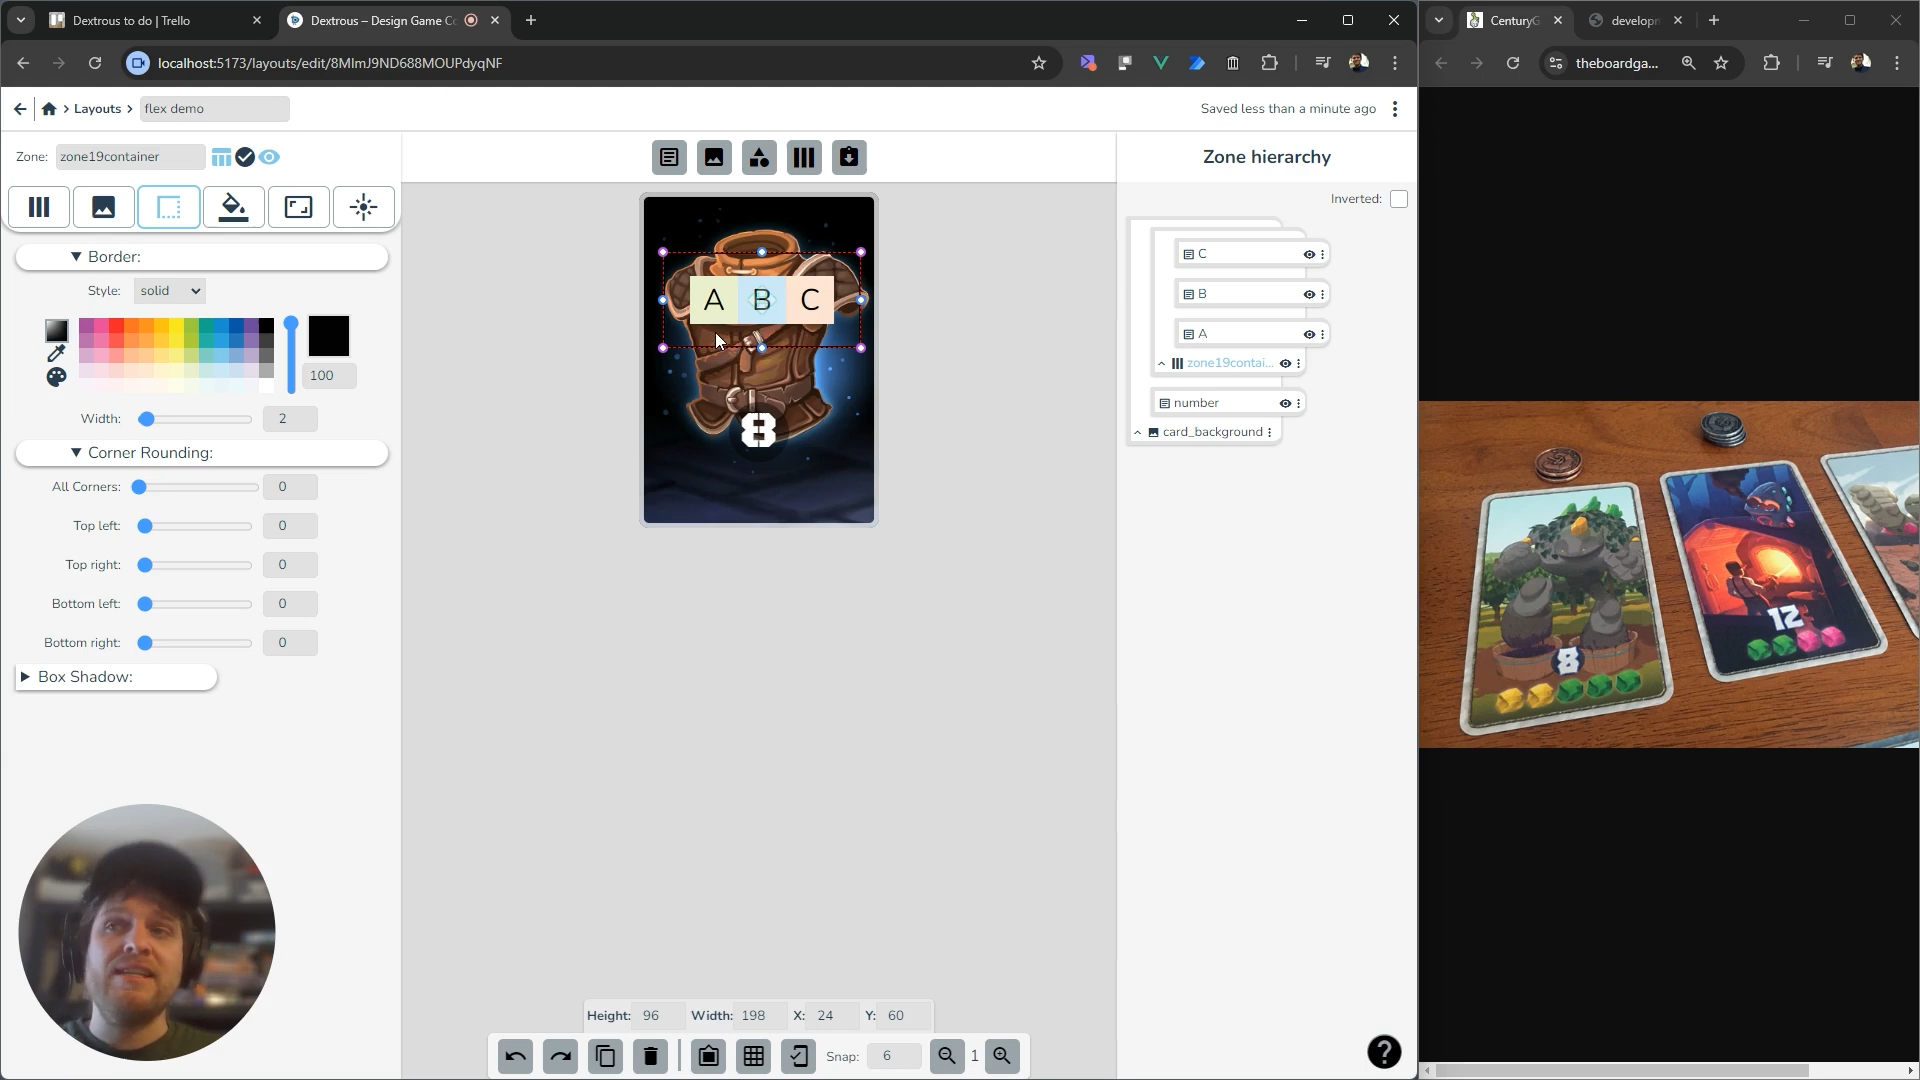 Dextrous to do | Trello
Dextrous – Design Game Co
CenturyG
developm
localhost:5173/layouts/edit/8MImJ9ND688MOUPdyqNF
theboardga...
Layouts
flex demo
Saved less than a minute ago
Zone: zone19container
Zone hierarchy
Inverted:
Border:
Style: solid
100
Width: 2
Corner Rounding:
All Corners: 0
Top left: 0
Top right: 0
Bottom left: 0
Bottom right: 0
Box Shadow:
A B C
8
C
B
A
zone19contai...
number
card_background
12
8
Height: 96 Width: 198 X: 24 Y: 60
Snap: 6 1
?